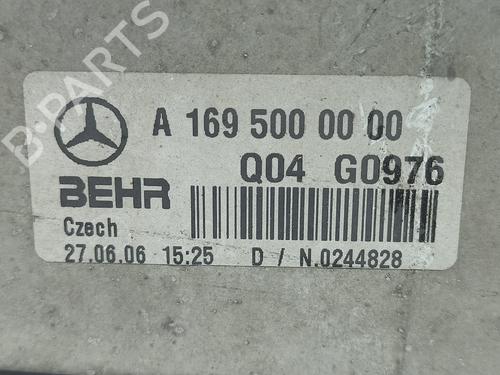 A 169 500 00 00
Q04 G0976
BEHR
Czech
27.06.06 15:25 D / N.0244828
B-PARTS